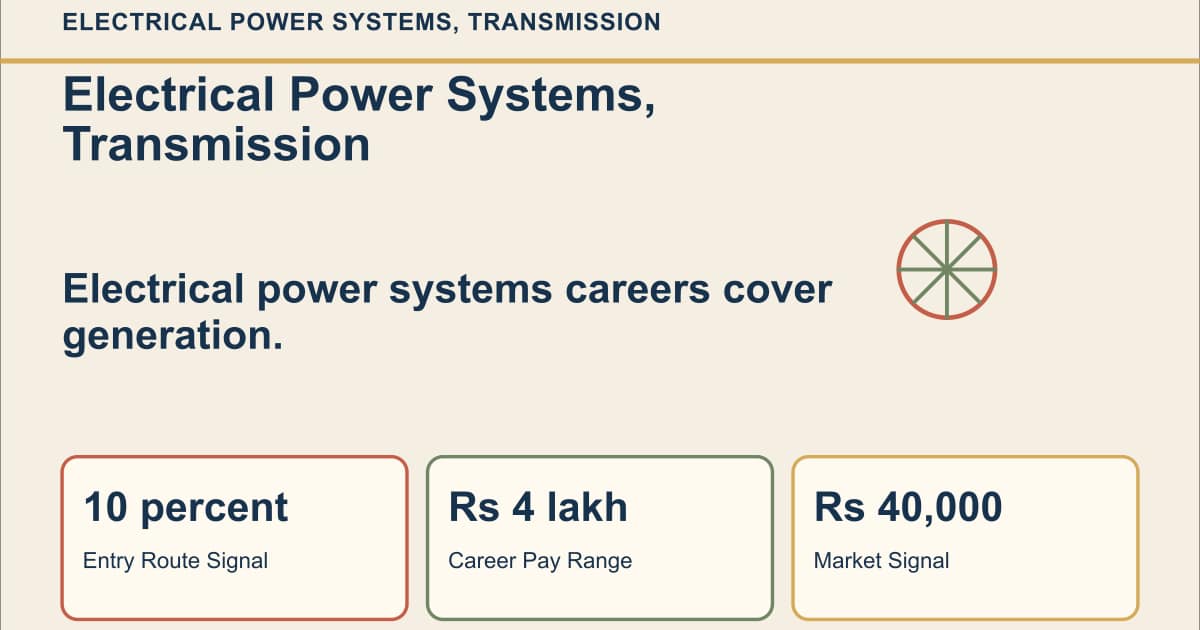 ELECTRICAL POWER SYSTEMS, TRANSMISSION
Electrical Power Systems,
Transmission
Electrical power systems careers cover
generation.
10 percent
Entry Route Signal
Rs 4 lakh
Career Pay Range
Rs 40,000
Market Signal